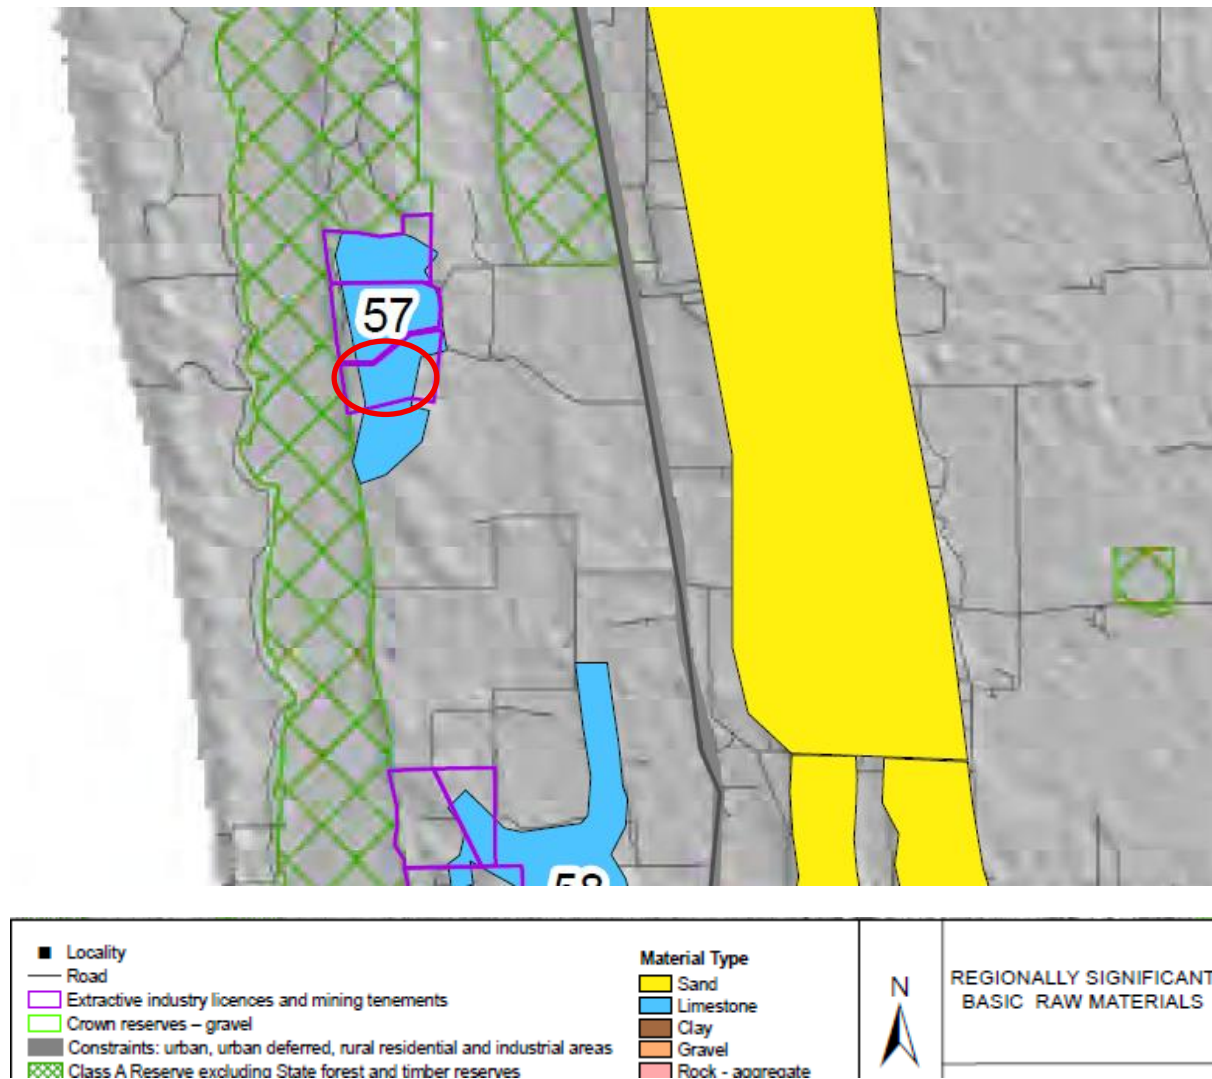 57
58
Locality
Road
Extractive industry licences and mining tenements
Crown reserves – gravel
Constraints: urban, urban deferred, rural residential and industrial areas
Class A Reserve excluding State forest and timber reserves
Material Type
Sand
Limestone
Clay
Gravel
Rock - aggregate
N
REGIONALLY SIGNIFICANT
BASIC RAW MATERIALS